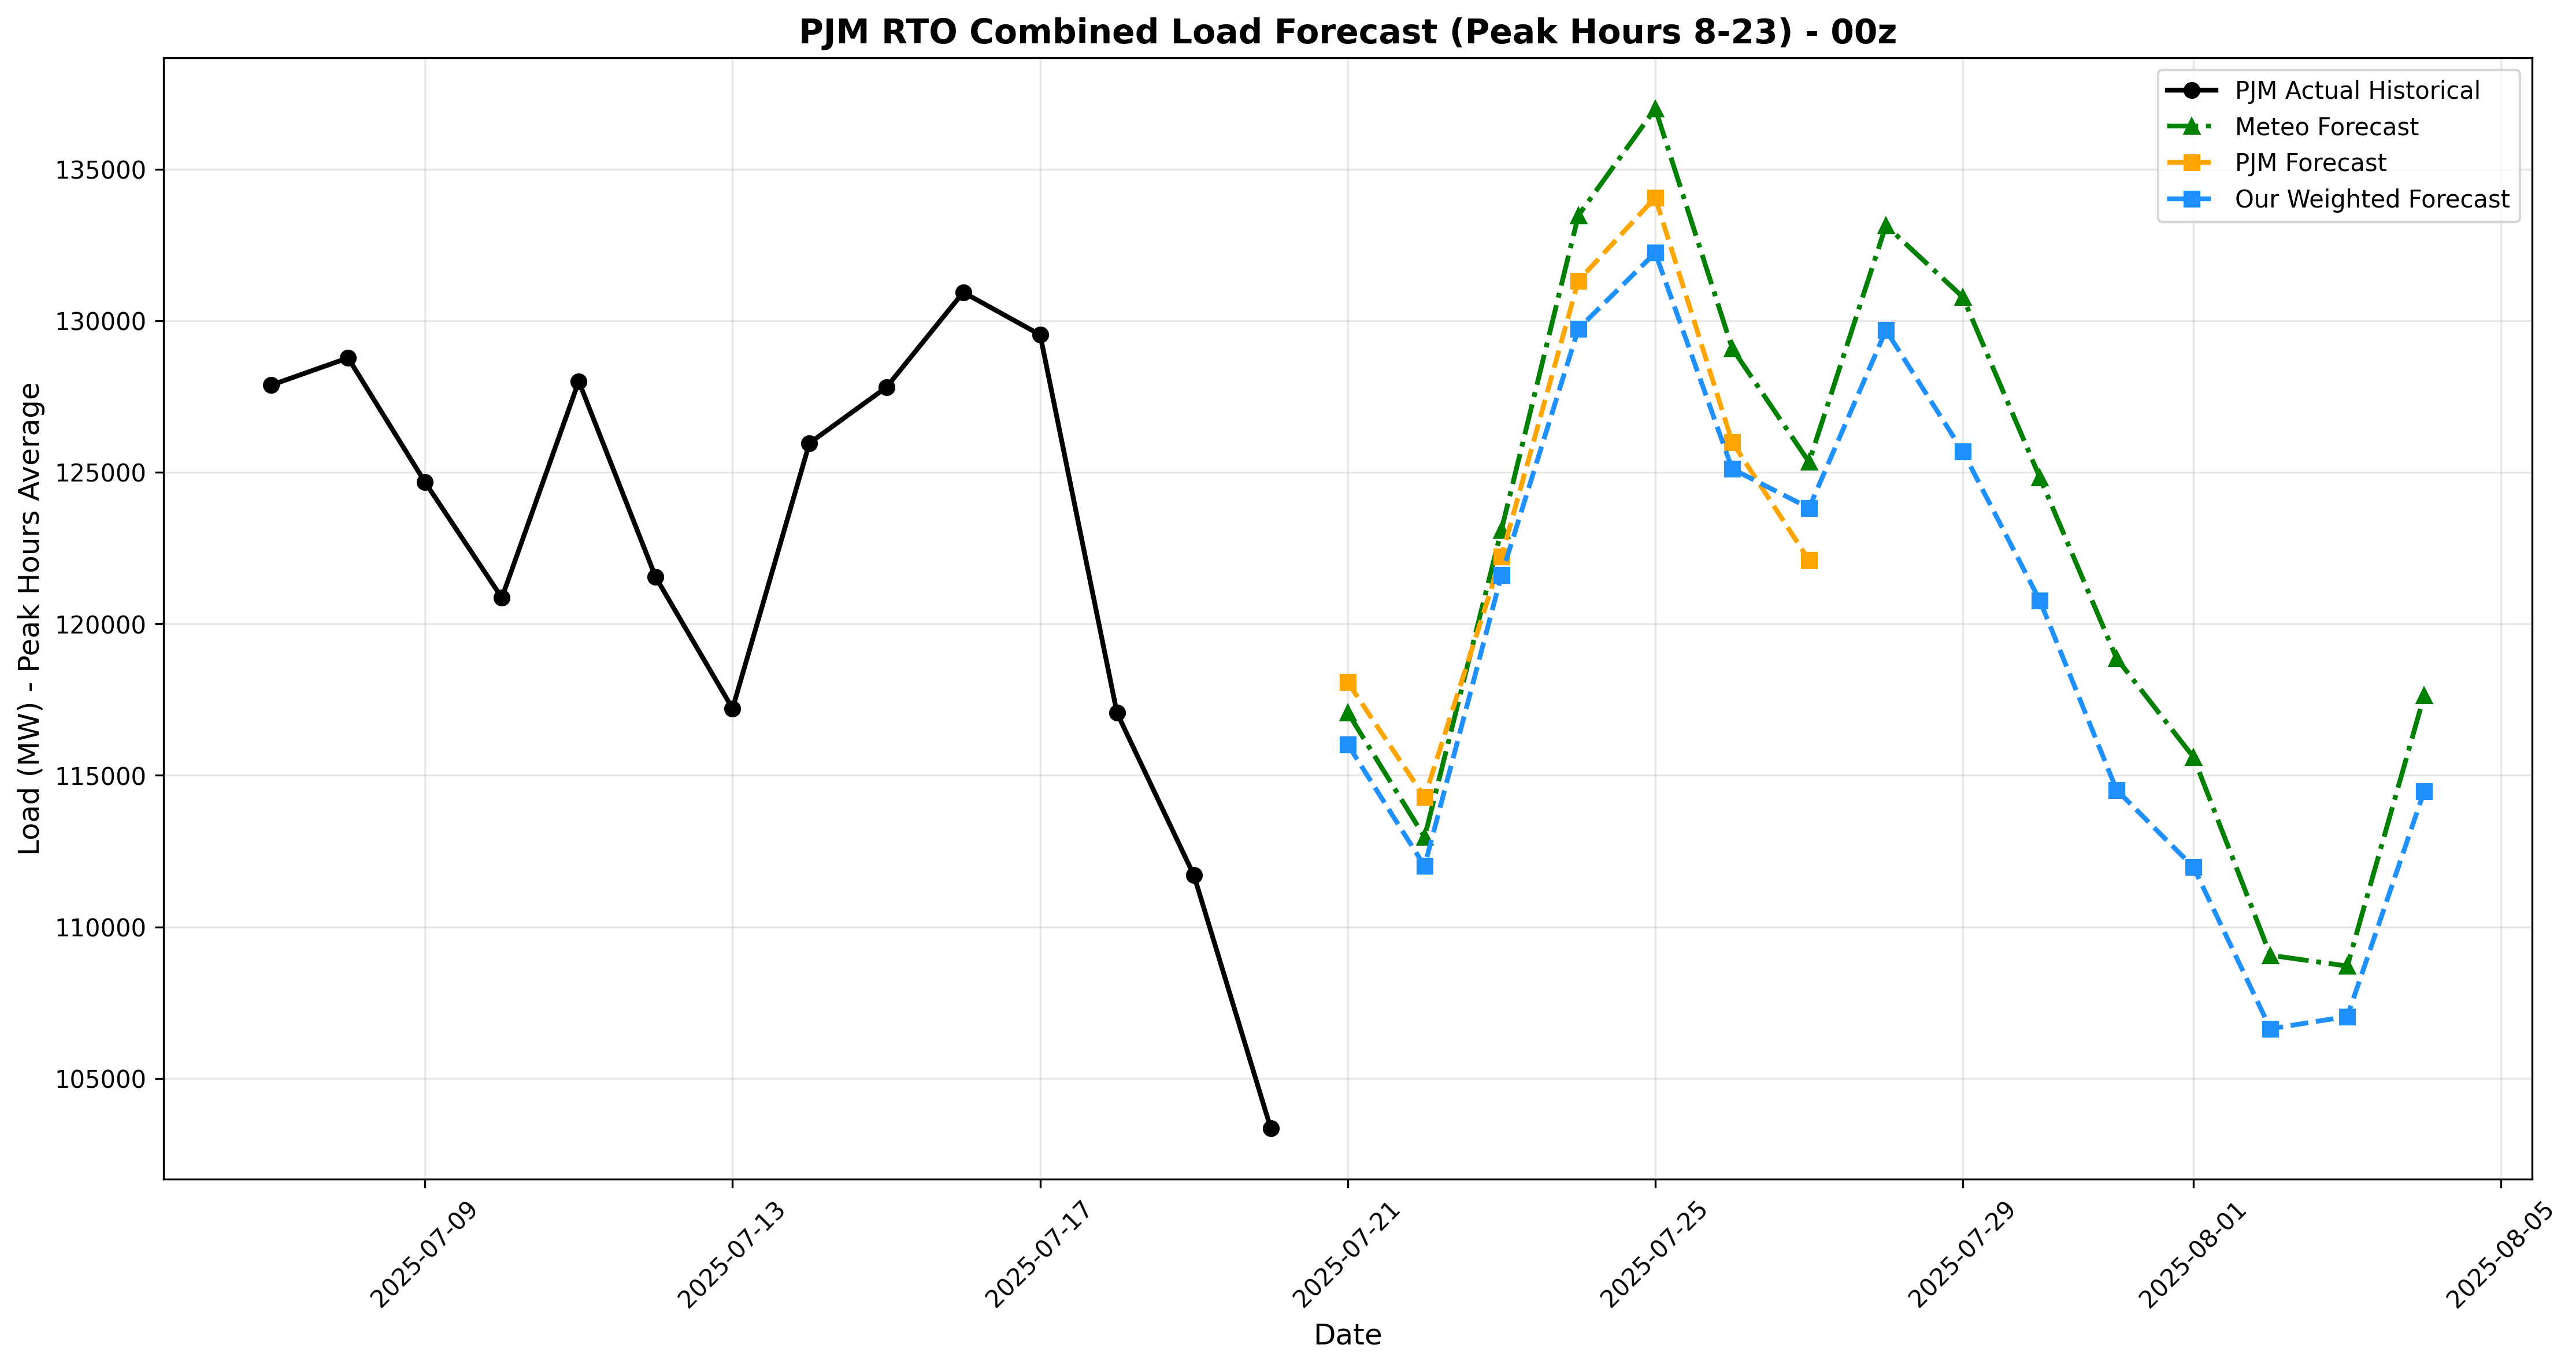 PJM RTO Combined Load Forecast (Peak Hours 8-23) - 00z
PJM Actual Historical
Meteo Forecast
PJM Forecast
Our Weighted Forecast
Load (MW) - Peak Hours Average
135000
130000
125000
120000
115000
110000
105000
2025-07-09
2025-07-13
2025-07-17
2025-07-21
2025-07-25
2025-07-29
2025-08-01
2025-08-05
Date